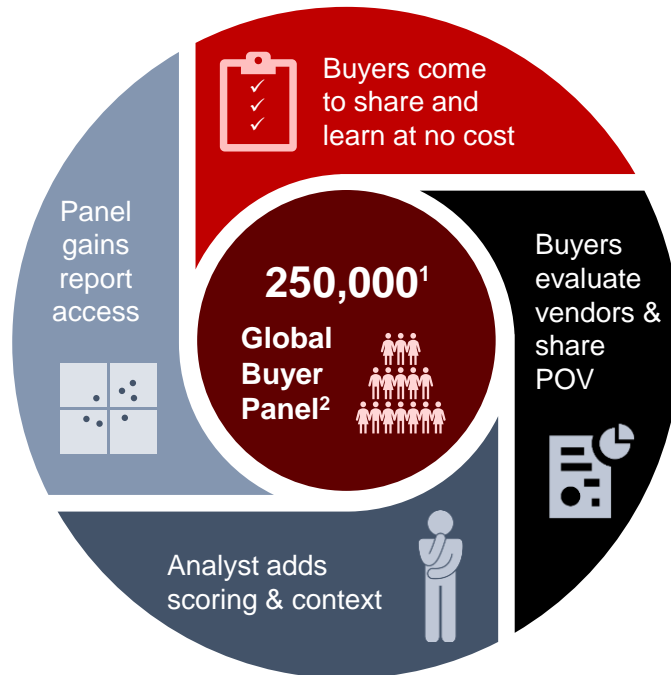 Buyers come
to share and
learn at no cost
Buyers
evaluate
vendors &
share
POV
Analyst adds
scoring & context
Panel
gains
report
access
250,000¹
Global
Buyer
Panel²